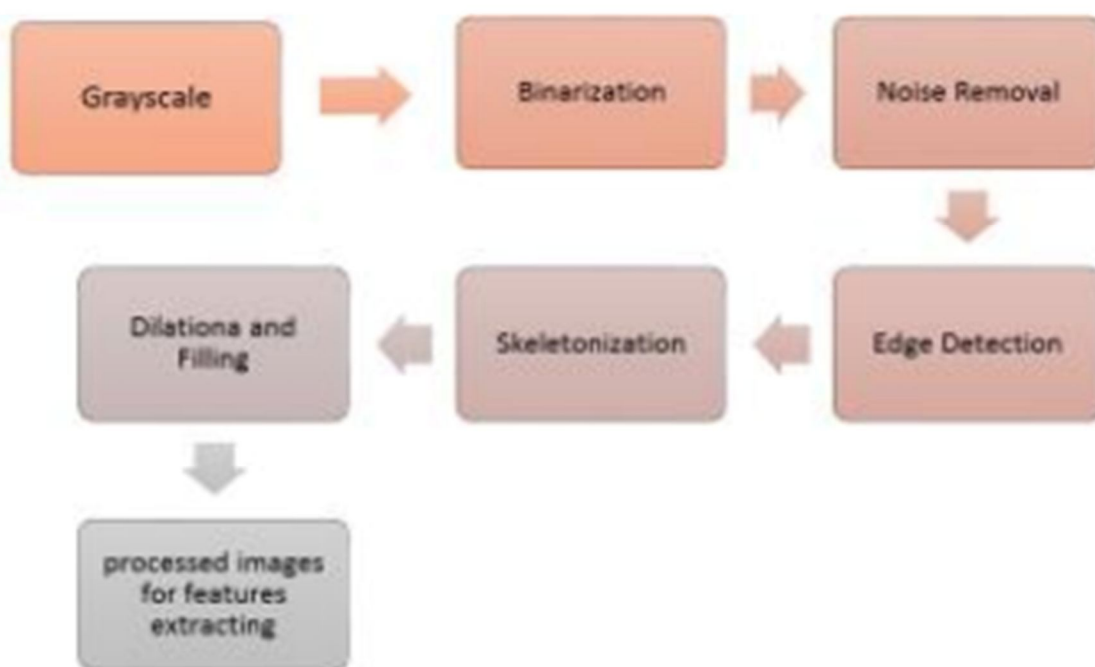 Grayscale
Binarization
Noise Removal
Edge Detection
Skeletonization
Dilationa and
Filling
processed images
for features
extracting